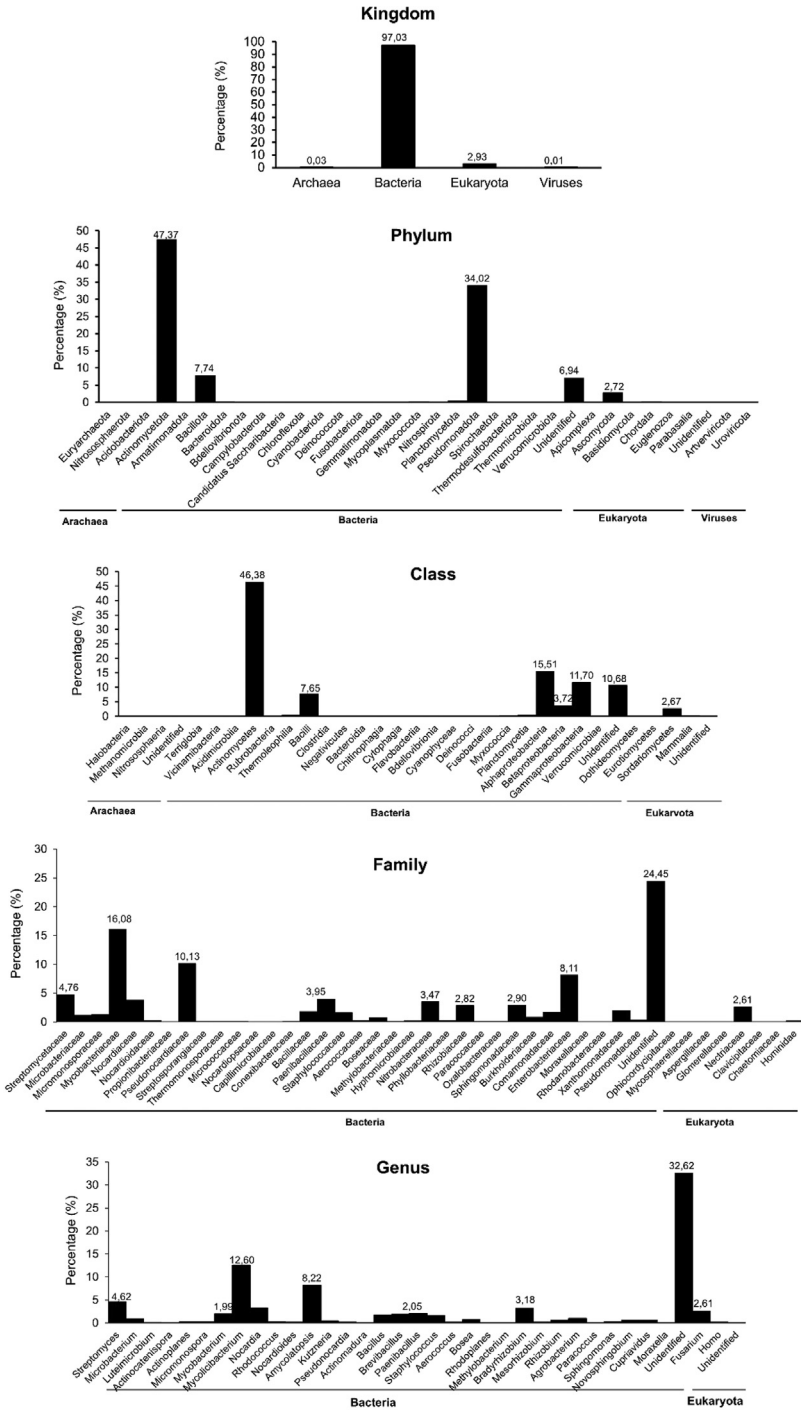 Kingdom
Percentage (%)
100
90
80
70
60
50
40
30
20
10
0
0,03
97,03
2,93
0,01
Archaea
Bacteria
Eukaryota
Viruses
Phylum
Percentage (%)
50
45
40
35
30
25
20
15
10
5
0
47,37
7,74
34,02
6,94
2,72
Euryarchaeota
Nitrososphaerota
Acidobacteriota
Actinomycetota
Armatimonadota
Bacillota
Bacteroidota
Bdellovibrionota
Campylobacterota
Candidatus Saccharibacteria
Chloroflexota
Cyanobacteriota
Deinococcota
Fusobacteriota
Gemmatimonadota
Mycoplasmatota
Myxococcota
Nitrospirota
Planctomycetota
Pseudomonadota
Spirochaetota
Thermodesulfobacteriota
Thermomicrobiota
Verrucomicrobiota
Unidentified
Apicomplexa
Ascomycota
Basidiomycota
Chordata
Euglenozoa
Parabasalia
Unidentified
Artverviricota
Uroviricota
Arachaea
Bacteria
Eukaryota
Viruses
Class
Percentage (%)
50
45
40
35
30
25
20
15
10
5
0
46,38
7,65
15,51
3,72
11,70
10,68
2,67
Halobacteria
Methanomicrobia
Nitrososphaeria
Unidentified
Terriglobia
Vicinamibacteria
Acidimicrobiia
Actinomycetes
Rubrobacteria
Thermoleophilia
Bacilli
Clostridia
Negativicules
Bacteroidia
Chitinophagia
Cytophagia
Flavobacteriia
Bdellovibrionia
Cyanophyceae
Deinococci
Fusobacteriia
Myxococcia
Planctomycetia
Alphaproteobacteria
Betaproteobacteria
Gammaproteobacteria
Verrucomicrobiae
Unidentified
Dothideomycetes
Eurotiomycetes
Sordariomycetes
Mammalia
Unidentified
Arachaea
Bacteria
Eukarvota
Family
Percentage (%)
30
25
20
15
10
5
0
4,76
16,08
10,13
3,95
3,47
2,82
2,90
8,11
24,45
2,61
Streptomycetaceae
Micobacteriaceae
Micromonosporaceae
Mycobacteriaceae
Nocardiaceae
Nocardioidaceae
Propionibacteriaceae
Pseudonocardiaceae
Streptosporangiaceae
Thermomonosporaceae
Micrococcaceae
Nocardiopsaceae
Capillimicrobiaceae
Conexibacteraceae
Bacillaceae
Paenibacillaceae
Staphylococcaceae
Aerococcaceae
Boseaceae
Methylobacteriaceae
Hyphomicrobiaceae
Nitrobacteraceae
Phyllobacteriaceae
Rhizobiaceae
Paracoccaceae
Oxalobacteraceae
Sphingomonadaceae
Burkholderiaceae
Comamonadaceae
Enterobacteriaceae
Moraxellaceae
Rhodanobacteraceae
Xanthomonadaceae
Pseudomonadaceae
Unidentified
Ophiocordycipitaceae
Mycosphaerellaceae
Aspergillaceae
Glomerellaceae
Nectriaceae
Clavicipitaceae
Chaetomiaceae
Hominidae
Bacteria
Eukaryota
Genus
Percentage (%)
35
30
25
20
15
10
5
0
4,62
1,99
12,60
8,22
2,05
3,18
32,62
2,61
Streptomyces
Microbacterium
Luteimicrobium
Actinocatenispora
Actinoplanes
Micromonospora
Mycobacterium
Mycolicibacterium
Nocardia
Rhodococcus
Nocardioides
Amycolatopsis
Kutzneria
Pseudonocardia
Actinomadura
Bacillus
Brevibacillus
Paenibacillus
Staphylococcus
Aerococcus
Bosea
Rhodoplanes
Methylobacterium
Bradyrhizobium
Mesorhizobium
Rhizobium
Agrobacterium
Paracoccus
Sphingomonas
Novosphingobium
Cupriavidus
Moraxella
Unidentified
Fusarium
Homo
Unidentified
Bacteria
Eukaryota